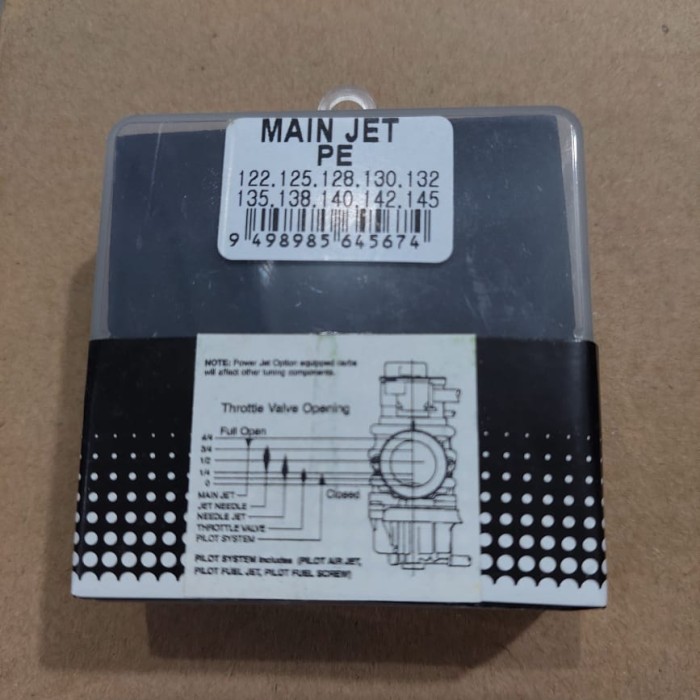 MAIN JET
PE
122.125.128.130.132
135.138.140.142.145
9 498985 645674
NOTE: Power Jet Option equipped carbs
will affect other tuning components.
Throttle Valve Opening
Full Open
4/4
3/4
1/2
1/4
0
Closed
MAIN JET
JET NEEDLE
NEEDLE JET
THROTTLE VALVE
PILOT SYSTEM
PILOT SYSTEM includes (PILOT AIR JET,
PILOT FUEL JET, PILOT FUEL SCREW)